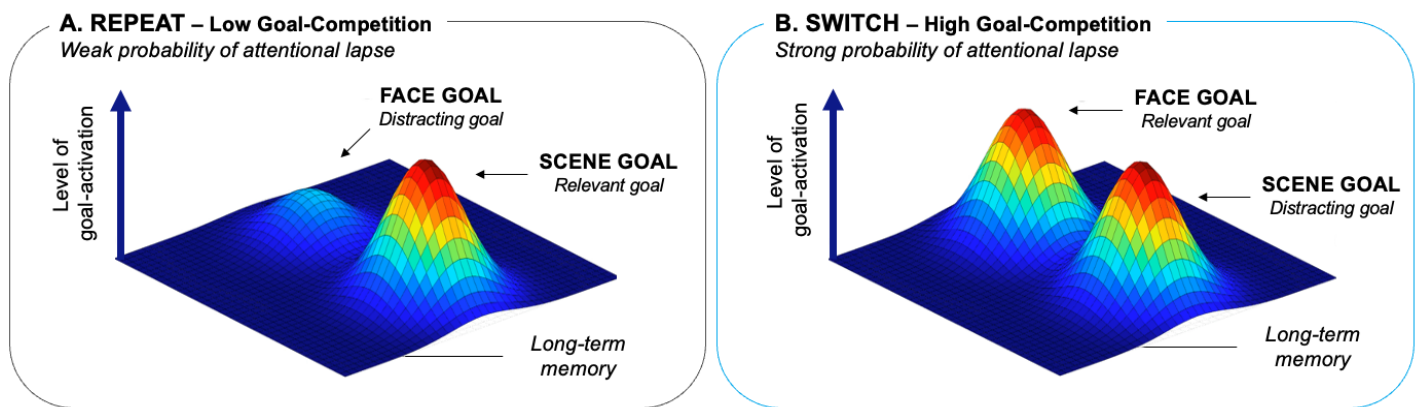 A. REPEAT – Low Goal-Competition
Weak probability of attentional lapse
Level of
goal-activation
FACE GOAL
Distracting goal
SCENE GOAL
Relevant goal
Long-term
memory
B. SWITCH – High Goal-Competition
Strong probability of attentional lapse
Level of
goal-activation
FACE GOAL
Relevant goal
SCENE GOAL
Distracting goal
Long-term
memory